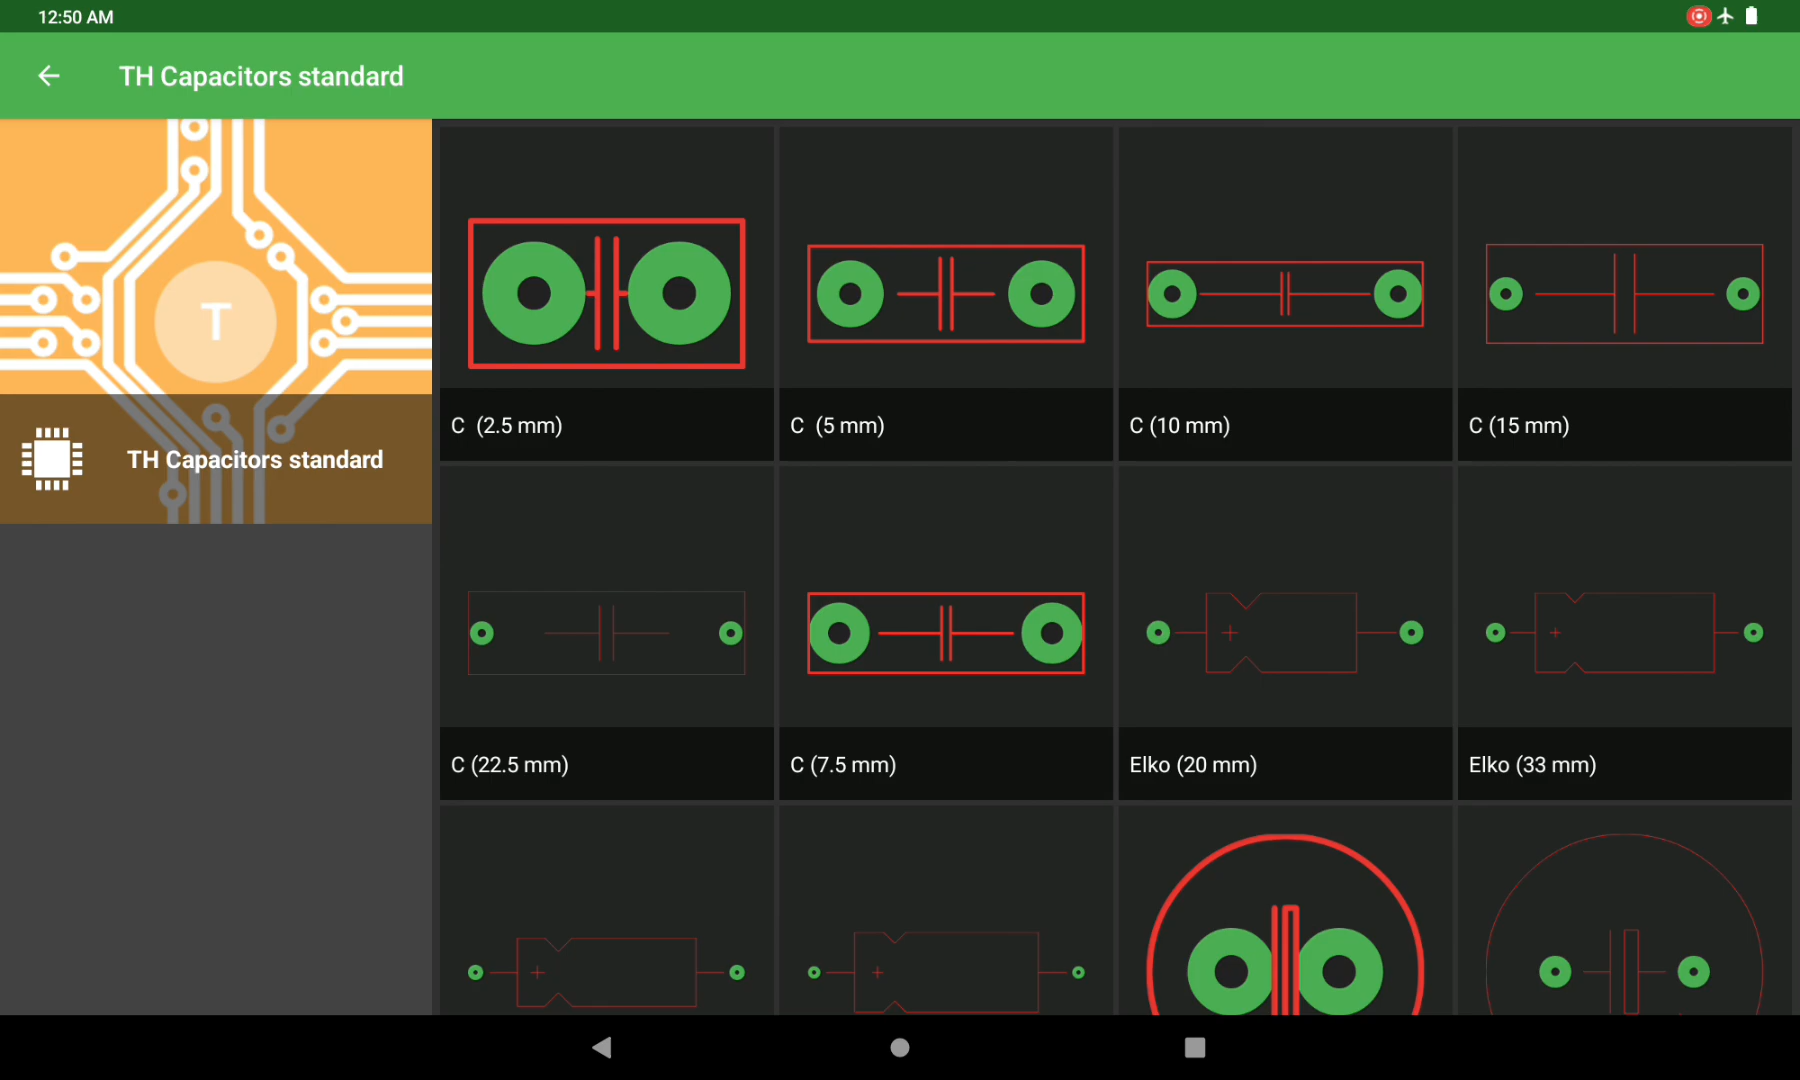 12:50 AM
TH Capacitors standard
T
TH Capacitors standard
C  (2.5 mm)
C  (5 mm)
C (10 mm)
C (15 mm)
C (22.5 mm)
C (7.5 mm)
Elko (20 mm)
Elko (33 mm)